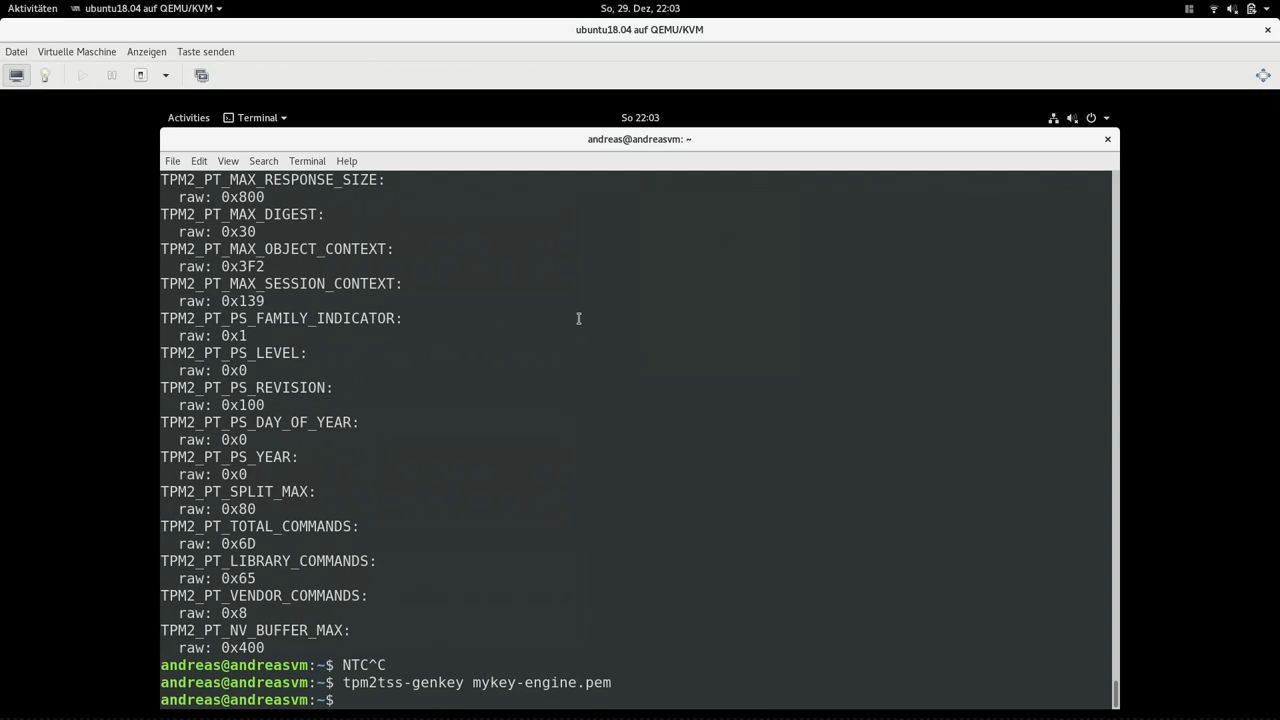 Aktivitäten ubuntu18.04 auf QEMU/KVM So, 29. Dez, 22:03
ubuntu18.04 auf QEMU/KVM
Datei Virtuelle Maschine Anzeigen Taste senden
Activities Terminal So 22:03
andreas@andreasvm: ~
File Edit View Search Terminal Help
TPM2_PT_MAX_RESPONSE_SIZE:
raw: 0x800
TPM2_PT_MAX_DIGEST:
raw: 0x30
TPM2_PT_MAX_OBJECT_CONTEXT:
raw: 0x3F2
TPM2_PT_MAX_SESSION_CONTEXT:
raw: 0x139
TPM2_PT_PS_FAMILY_INDICATOR:
raw: 0x1
TPM2_PT_PS_LEVEL:
raw: 0x0
TPM2_PT_PS_REVISION:
raw: 0x100
TPM2_PT_PS_DAY_OF_YEAR:
raw: 0x0
TPM2_PT_PS_YEAR:
raw: 0x0
TPM2_PT_SPLIT_MAX:
raw: 0x80
TPM2_PT_TOTAL_COMMANDS:
raw: 0x6D
TPM2_PT_LIBRARY_COMMANDS:
raw: 0x65
TPM2_PT_VENDOR_COMMANDS:
raw: 0x8
TPM2_PT_NV_BUFFER_MAX:
raw: 0x400
andreas@andreasvm:~$ NTC^C
andreas@andreasvm:~$ tpm2tss-genkey mykey-engine.pem
andreas@andreasvm:~$